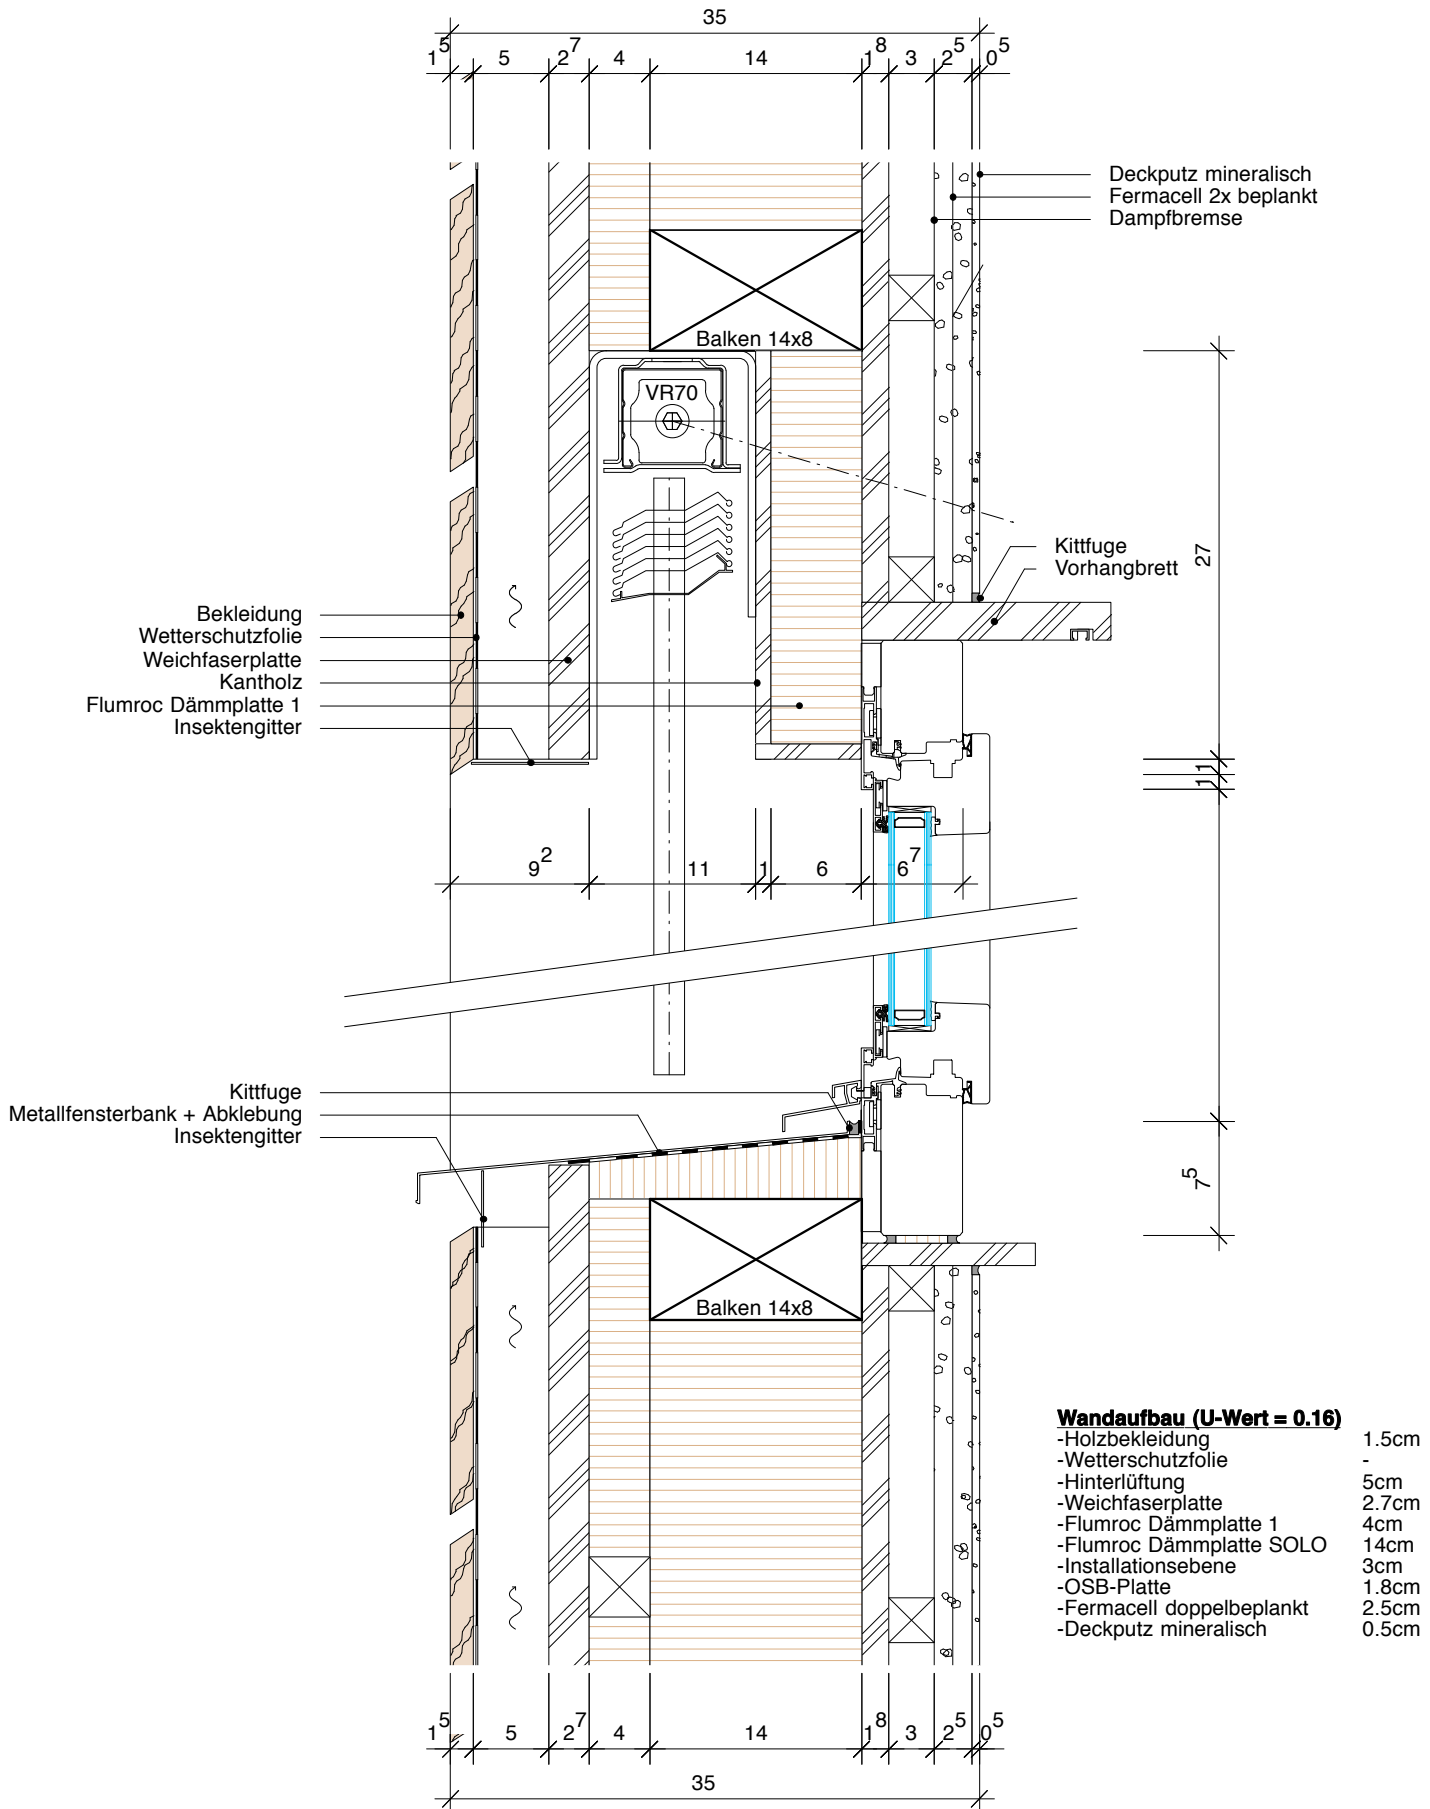 35
1⁵ 5 2⁷ 4 14 1⁸ 3 2⁵ 0⁵
Deckputz mineralisch
Fermacell 2x beplankt
Dampfbremse
Balken 14x8
VR70
27
Kittfuge
Vorhangbrett
Bekleidung
Wetterschutzfolie
Weichfaserplatte
Kantholz
Flumroc Dämmplatte 1
Insektengitter
1
1
9² 11 1 6 6⁷
Kittfuge
Metallfensterbank + Abklebung
Insektengitter
7⁵
Balken 14x8
Wandaufbau (U-Wert = 0.16)
-Holzbekleidung 1.5cm
-Wetterschutzfolie -
-Hinterlüftung 5cm
-Weichfaserplatte 2.7cm
-Flumroc Dämmplatte 1 4cm
-Flumroc Dämmplatte SOLO 14cm
-Installationsebene 3cm
-OSB-Platte 1.8cm
-Fermacell doppelbeplankt 2.5cm
-Deckputz mineralisch 0.5cm
1⁵ 5 2⁷ 4 14 1⁸ 3 2⁵ 0⁵
35